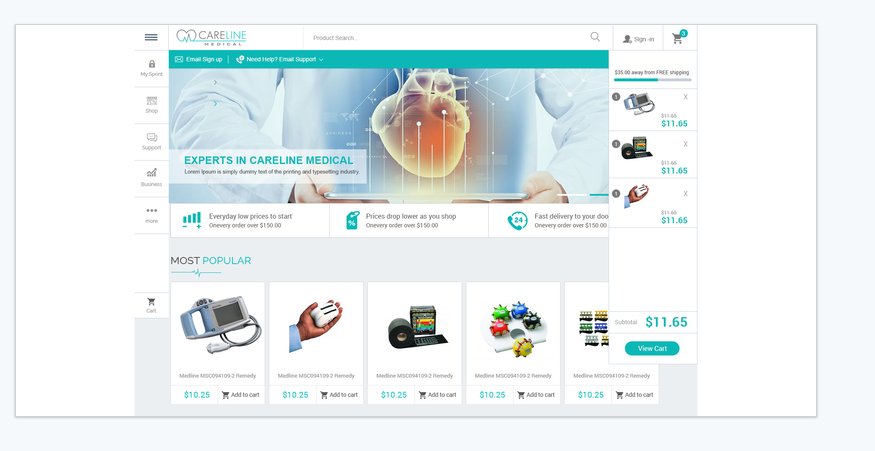 CARELINE
MEDICAL
Product Search...
Sign -in
3
Email Sign up
Need Help? Email Support
My Sprint
Shop
Support
Business
more
Cart
EXPERTS IN CARELINE MEDICAL
Lorem Ipsum is simply dummy text of the printing and typesetting industry.
$35.00 away from FREE shipping
1
X
$11.65
$11.65
1
X
$11.65
$11.65
1
X
$11.65
$11.65
Subtotal $11.65
View Cart
Everyday low prices to start
Onevery order over $150.00
%
Prices drop lower as you shop
Onevery order over $150.00
24
Fast delivery to your doo
Onevery order over $150.00
MOST POPULAR
Medline MSC094109-2 Remedy
$10.25 Add to cart
Medline MSC094109-2 Remedy
$10.25 Add to cart
Medline MSC094109-2 Remedy
$10.25 Add to cart
Medline MSC094109-2 Remedy
$10.25 Add to cart
Medline MSC094109-2 Remedy
$10.25 Add to cart